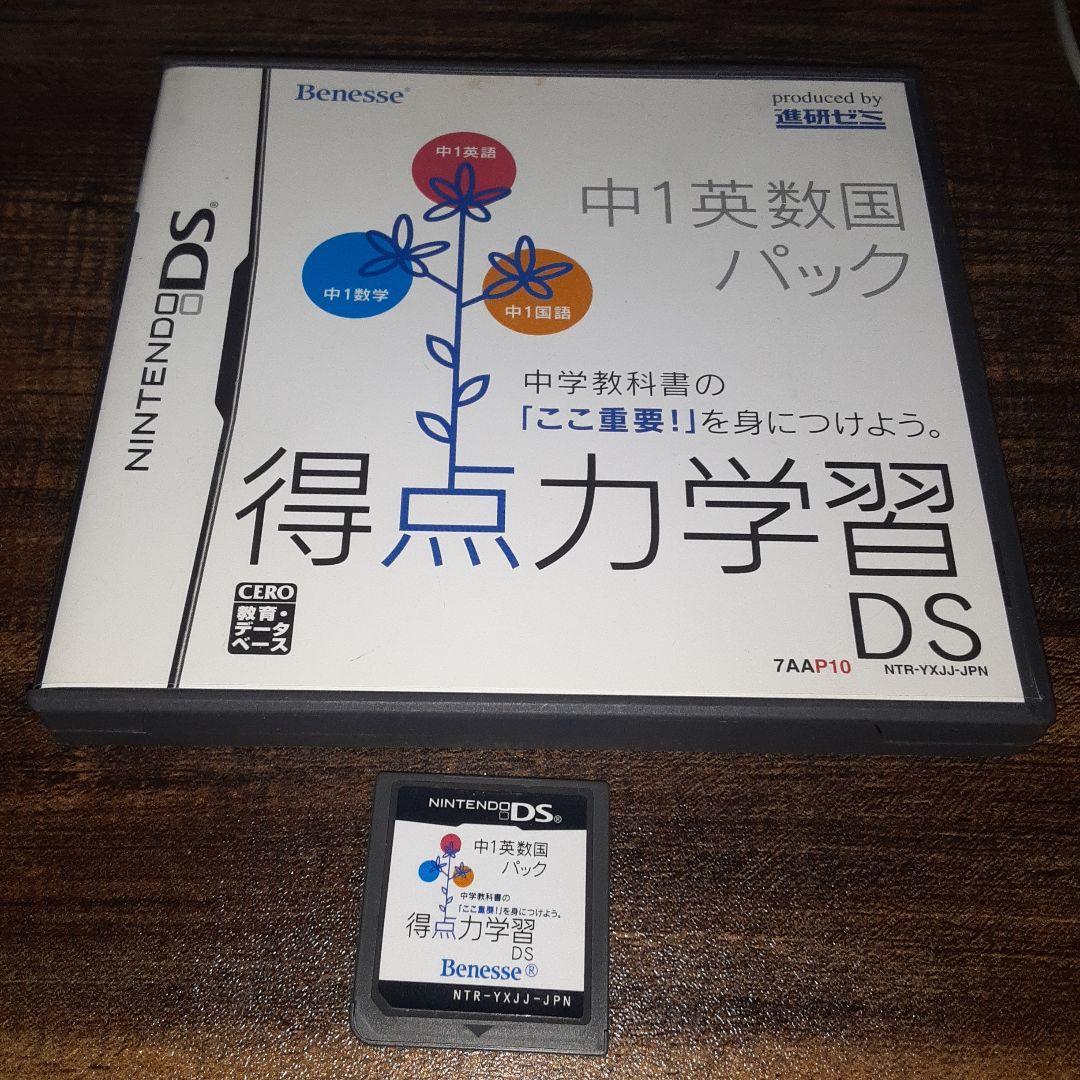 NINTENDO DS®
Benesse®
produced by
進研ゼミ
中1英語
中1数学
中1国語
中1英数国
パック
中学教科書の
「ここ重要!」を身につけよう。
得点力学習
DS
CERO
教育・
データ
ベース
7AAP10
NTR-YXJJ-JPN
NINTENDO DS®
中1英数国
パック
中学教科書の
「ここ重要!」を身につけよう。
得点力学習
DS
Benesse®
NTR-YXJJ-JPN